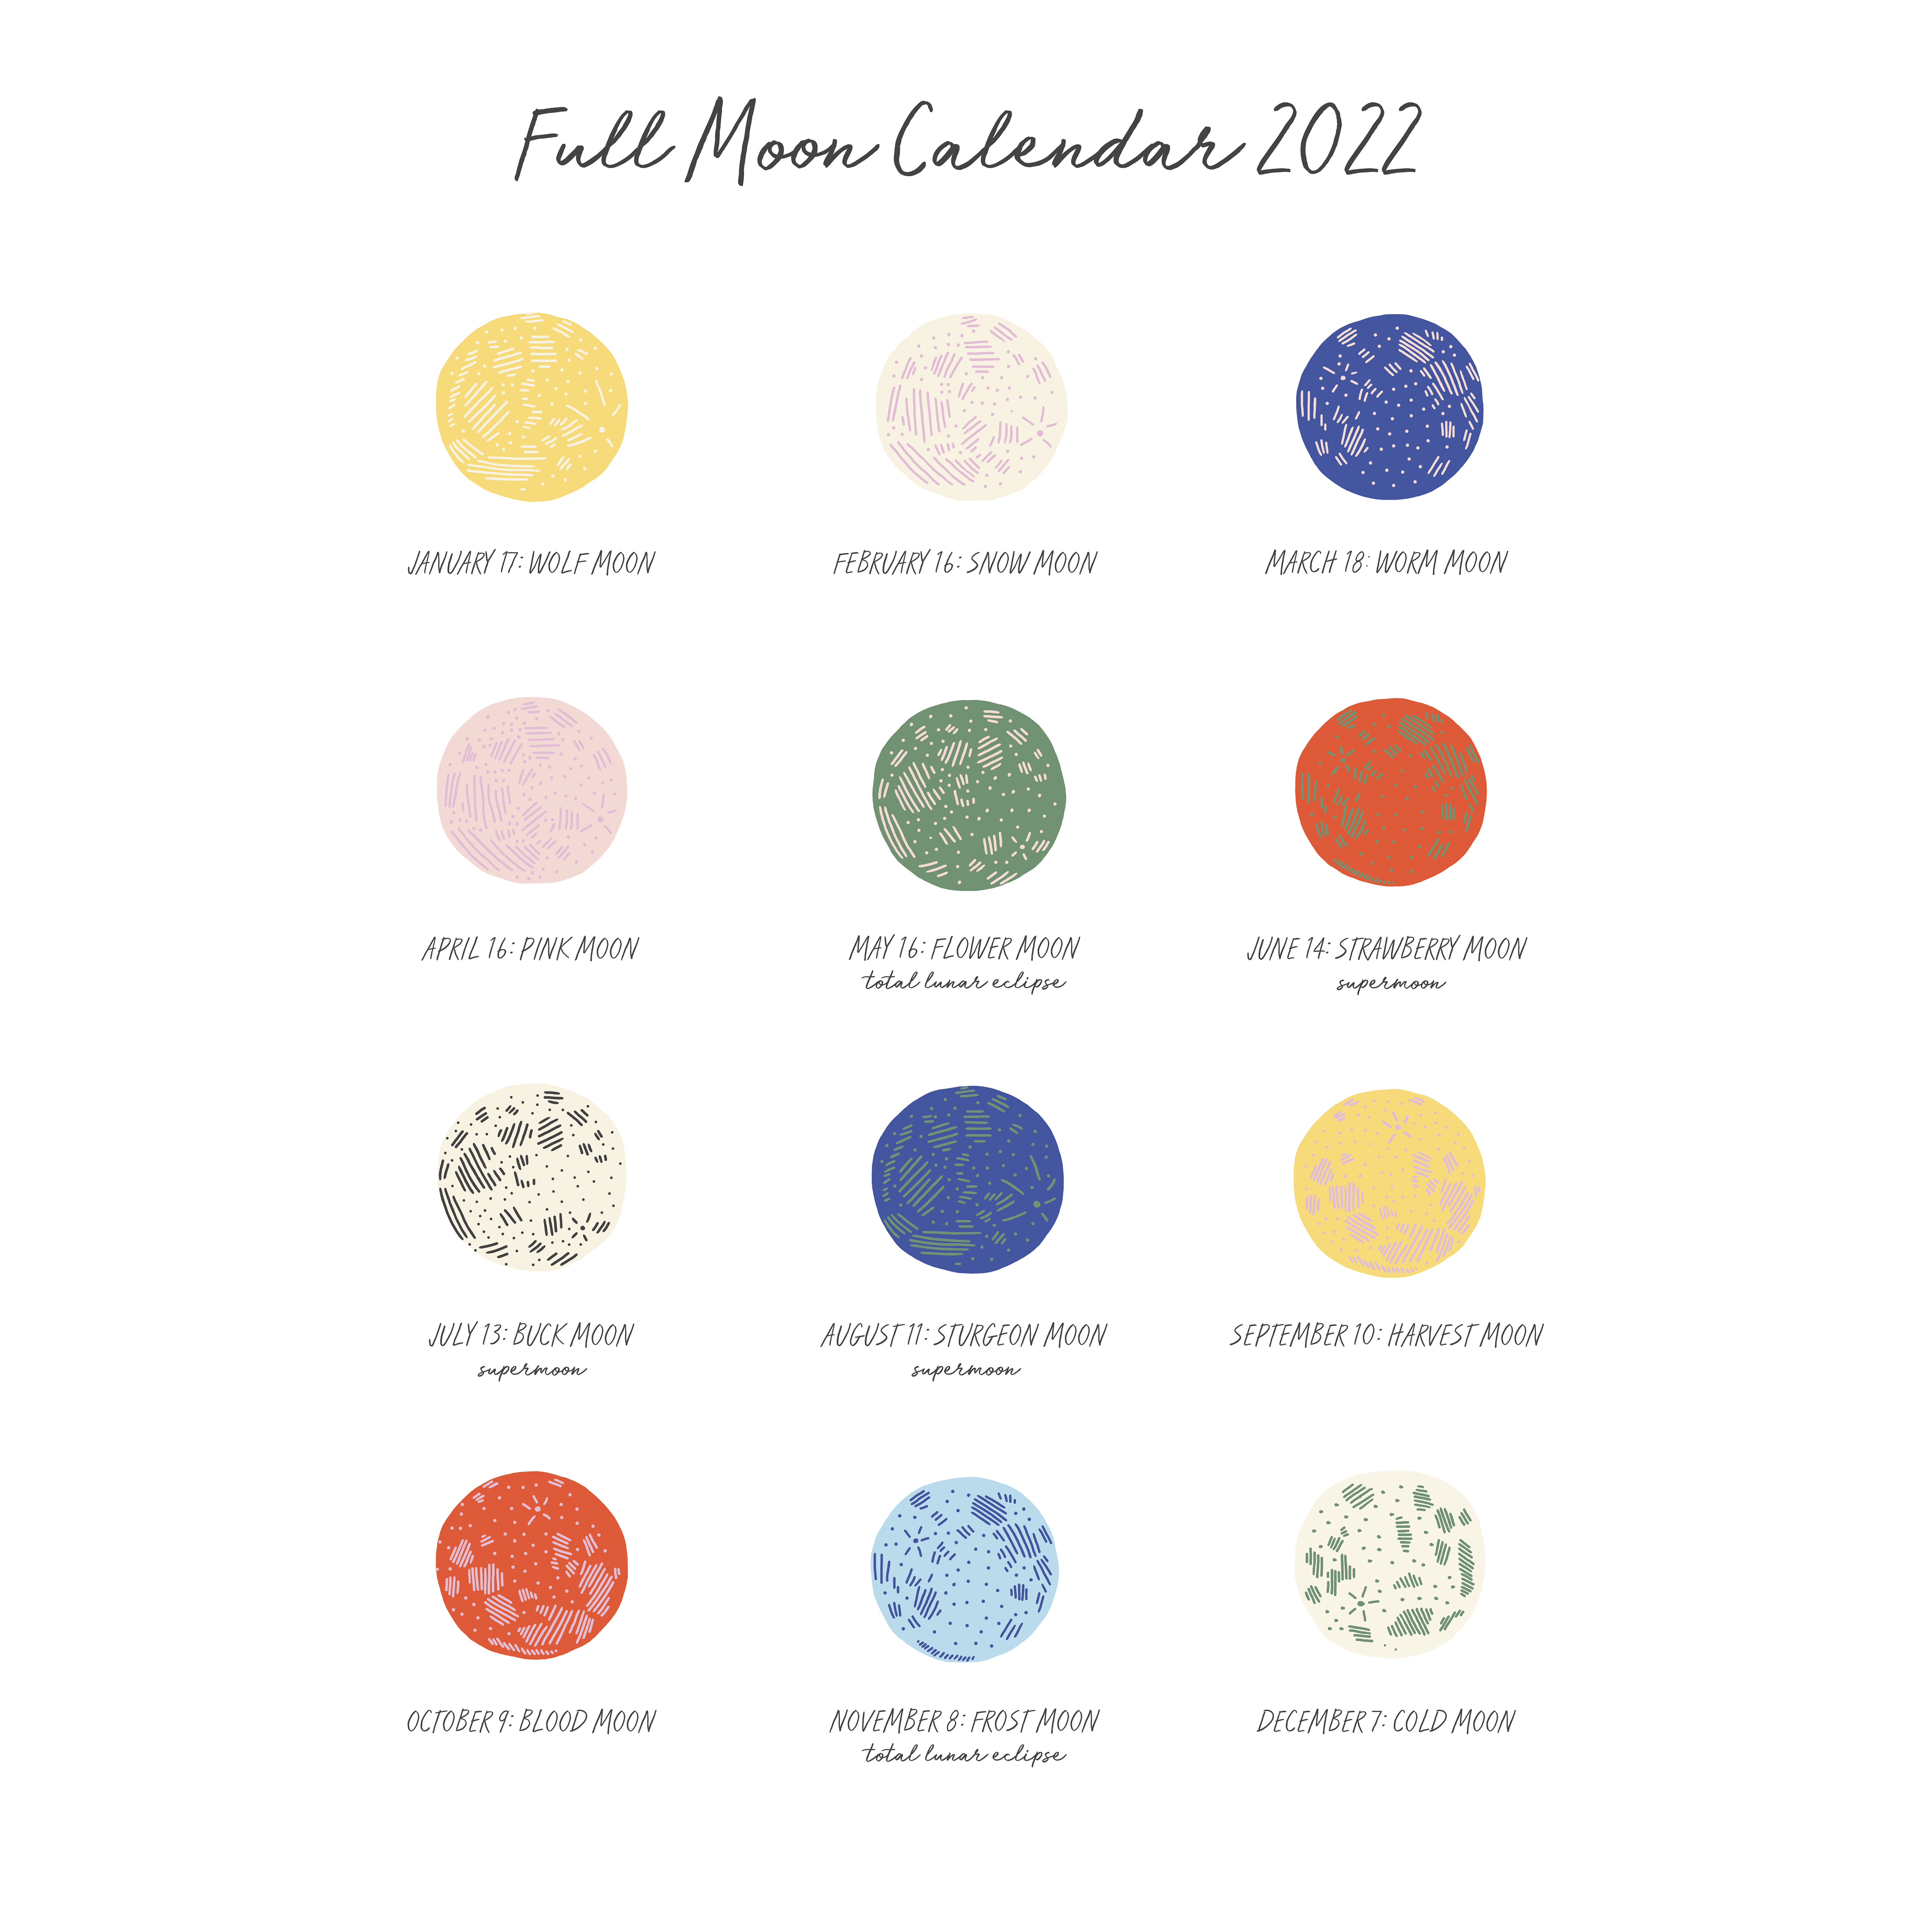 Full Moon Calendar 2022
JANUARY 17: WOLF MOON
FEBRUARY 16: SNOW MOON
MARCH 18: WORM MOON
APRIL 16: PINK MOON
MAY 16: FLOWER MOON
total lunar eclipse
JUNE 14: STRAWBERRY MOON
supermoon
JULY 13: BUCK MOON
supermoon
AUGUST 11: STURGEON MOON
supermoon
SEPTEMBER 10: HARVEST MOON
OCTOBER 9: BLOOD MOON
NOVEMBER 8: FROST MOON
total lunar eclipse
DECEMBER 7: COLD MOON